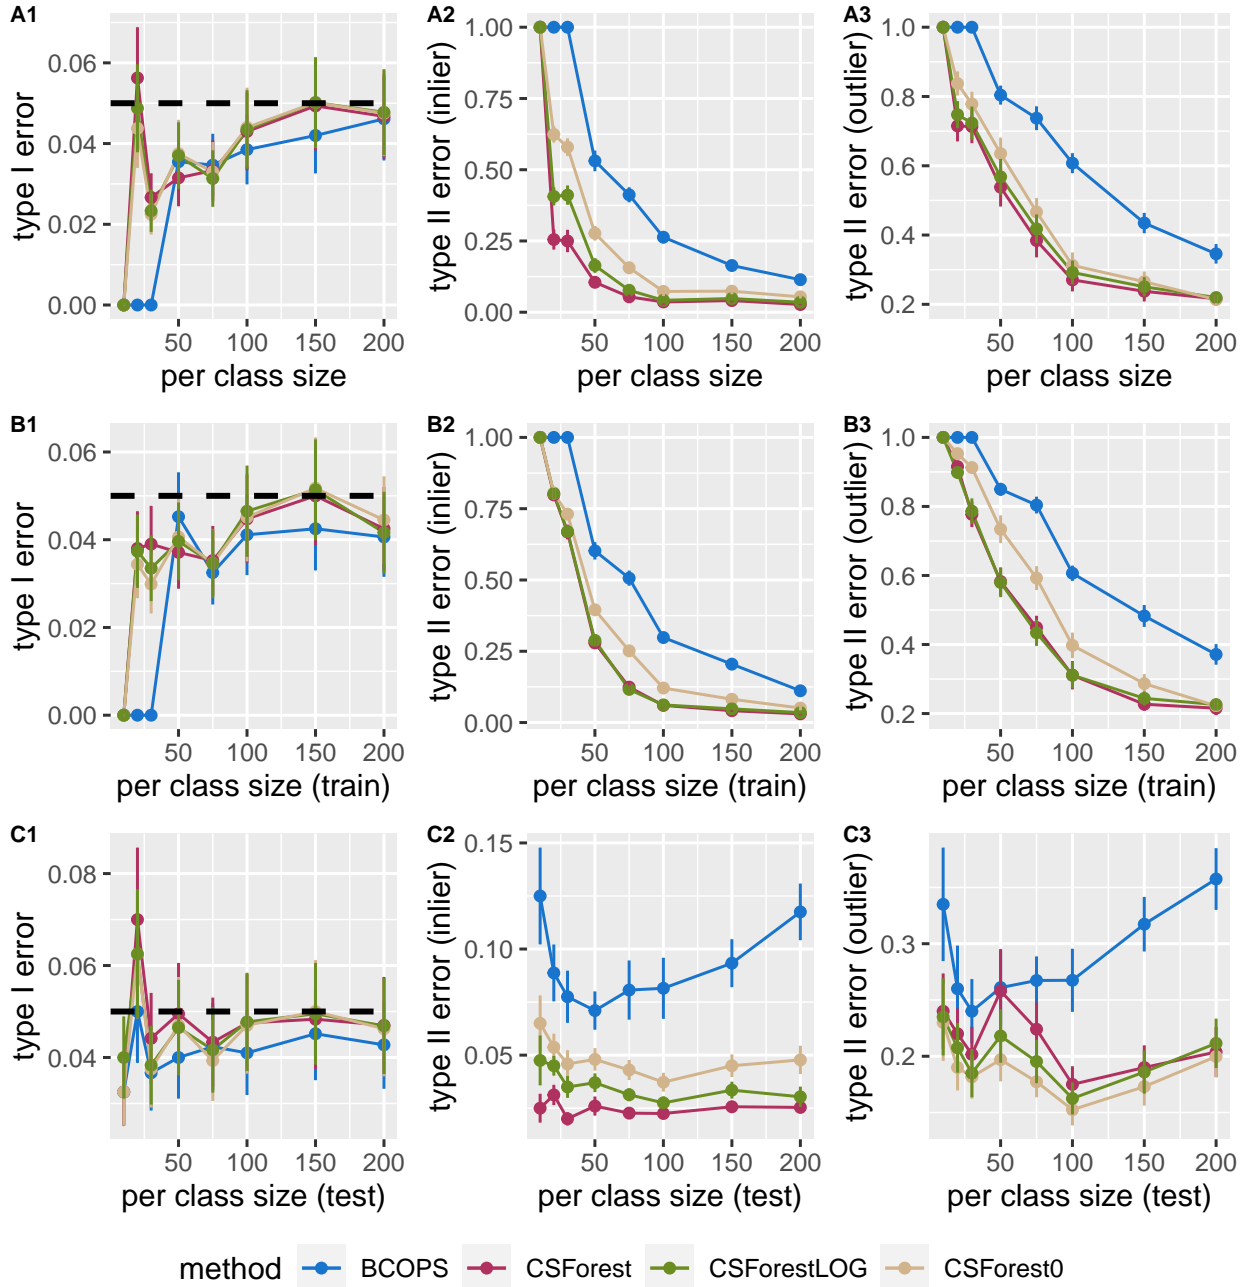 A1
type I error
0.06
0.04
0.02
0.00
50 100 150 200
per class size
A2
type II error (inlier)
1.00
0.75
0.50
0.25
0.00
50 100 150 200
per class size
A3
type II error (outlier)
1.0
0.8
0.6
0.4
0.2
50 100 150 200
per class size
B1
type I error
0.06
0.04
0.02
0.00
50 100 150 200
per class size (train)
B2
type II error (inlier)
1.00
0.75
0.50
0.25
0.00
50 100 150 200
per class size (train)
B3
type II error (outlier)
1.0
0.8
0.6
0.4
0.2
50 100 150 200
per class size (train)
C1
type I error
0.08
0.06
0.04
50 100 150 200
per class size (test)
C2
type II error (inlier)
0.15
0.10
0.05
50 100 150 200
per class size (test)
C3
type II error (outlier)
0.3
0.2
50 100 150 200
per class size (test)
method BCOPS CSForest CSForestLOG CSForest0